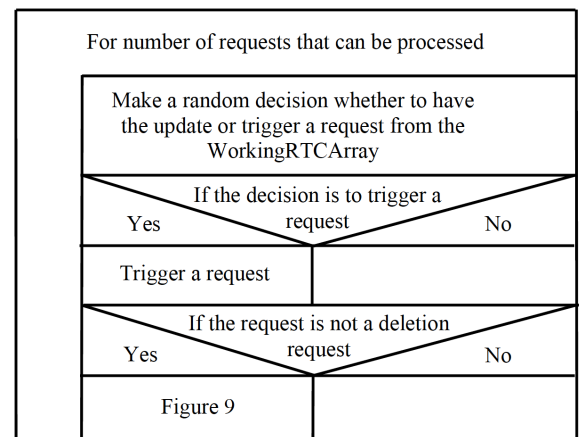 For number of requests that can be processed
Make a random decision whether to have
the update or trigger a request from the
WorkingRTCArray
If the decision is to trigger a
request
Yes
No
Trigger a request
If the request is not a deletion
request
Yes
No
Figure 9